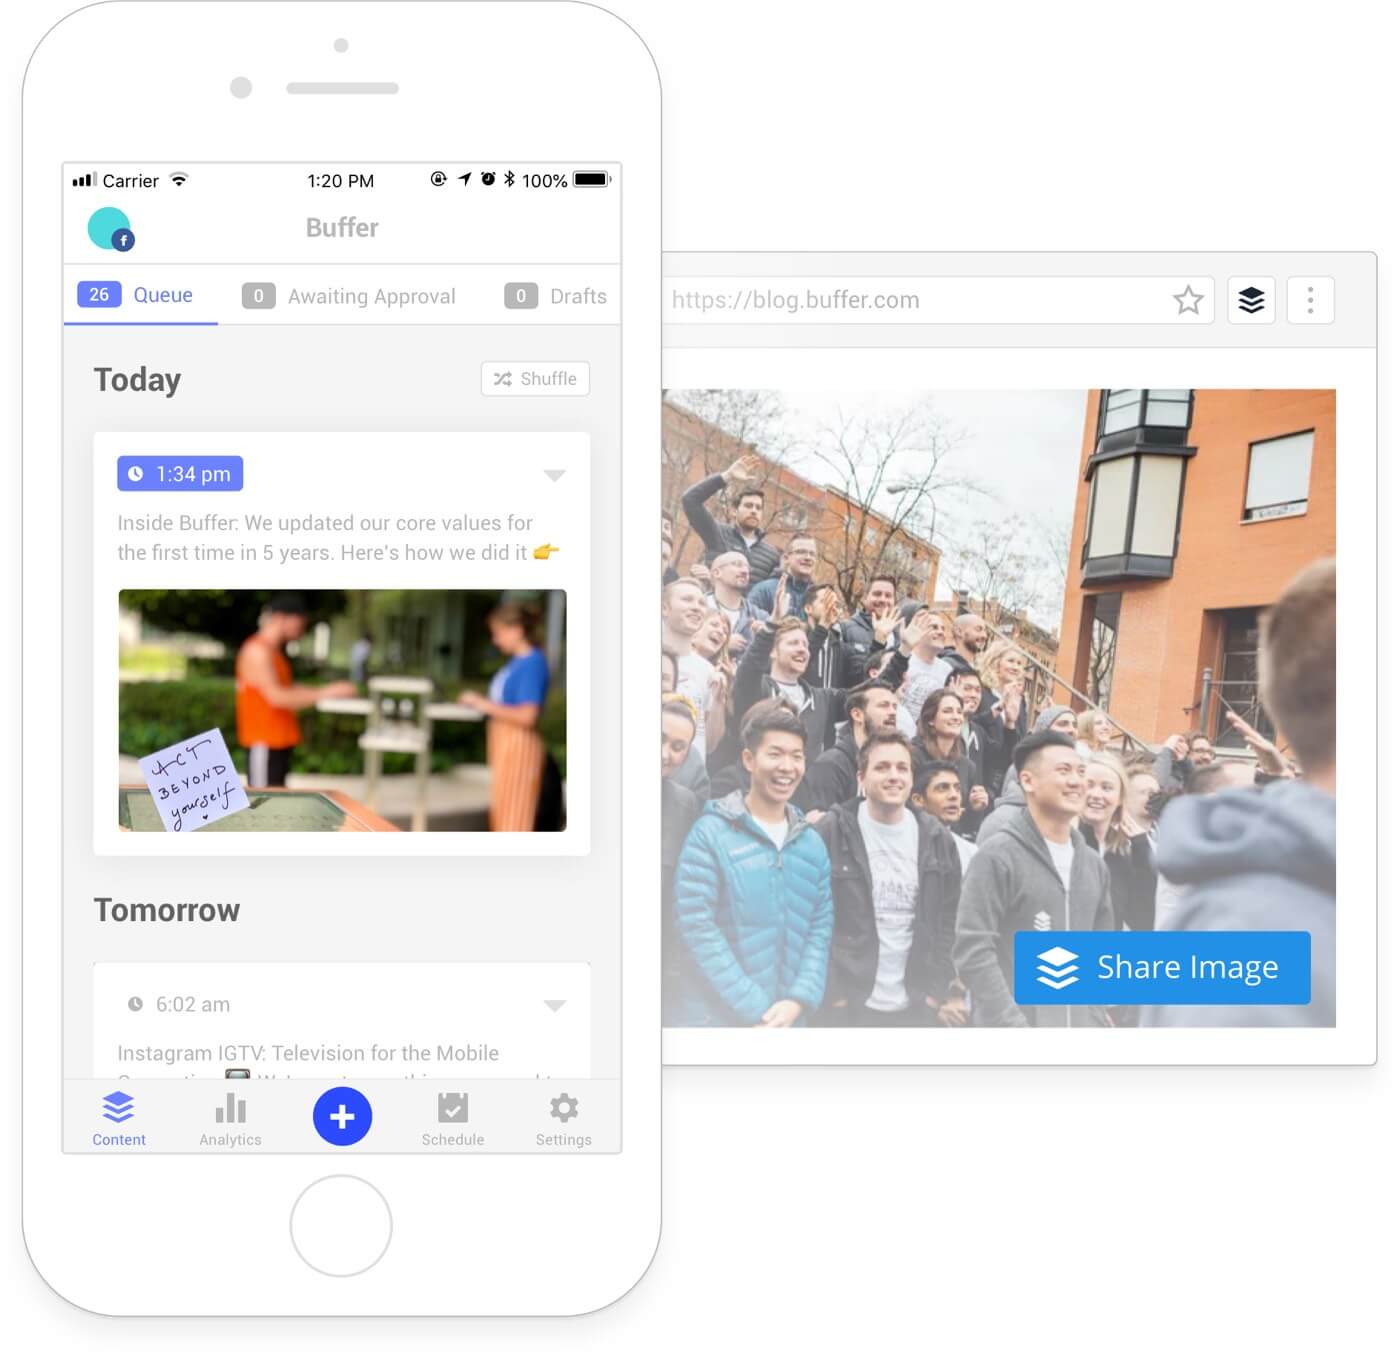 Carrier 1:20 PM 100%
Buffer
26 Queue 0 Awaiting Approval 0 Drafts
Today Shuffle
1:34 pm
Inside Buffer: We updated our core values for
the first time in 5 years. Here's how we did it 👉
ACT
BEYOND
yourself
Tomorrow
6:02 am
Instagram IGTV: Television for the Mobile
Content Analytics Schedule Settings
https://blog.buffer.com
Share Image